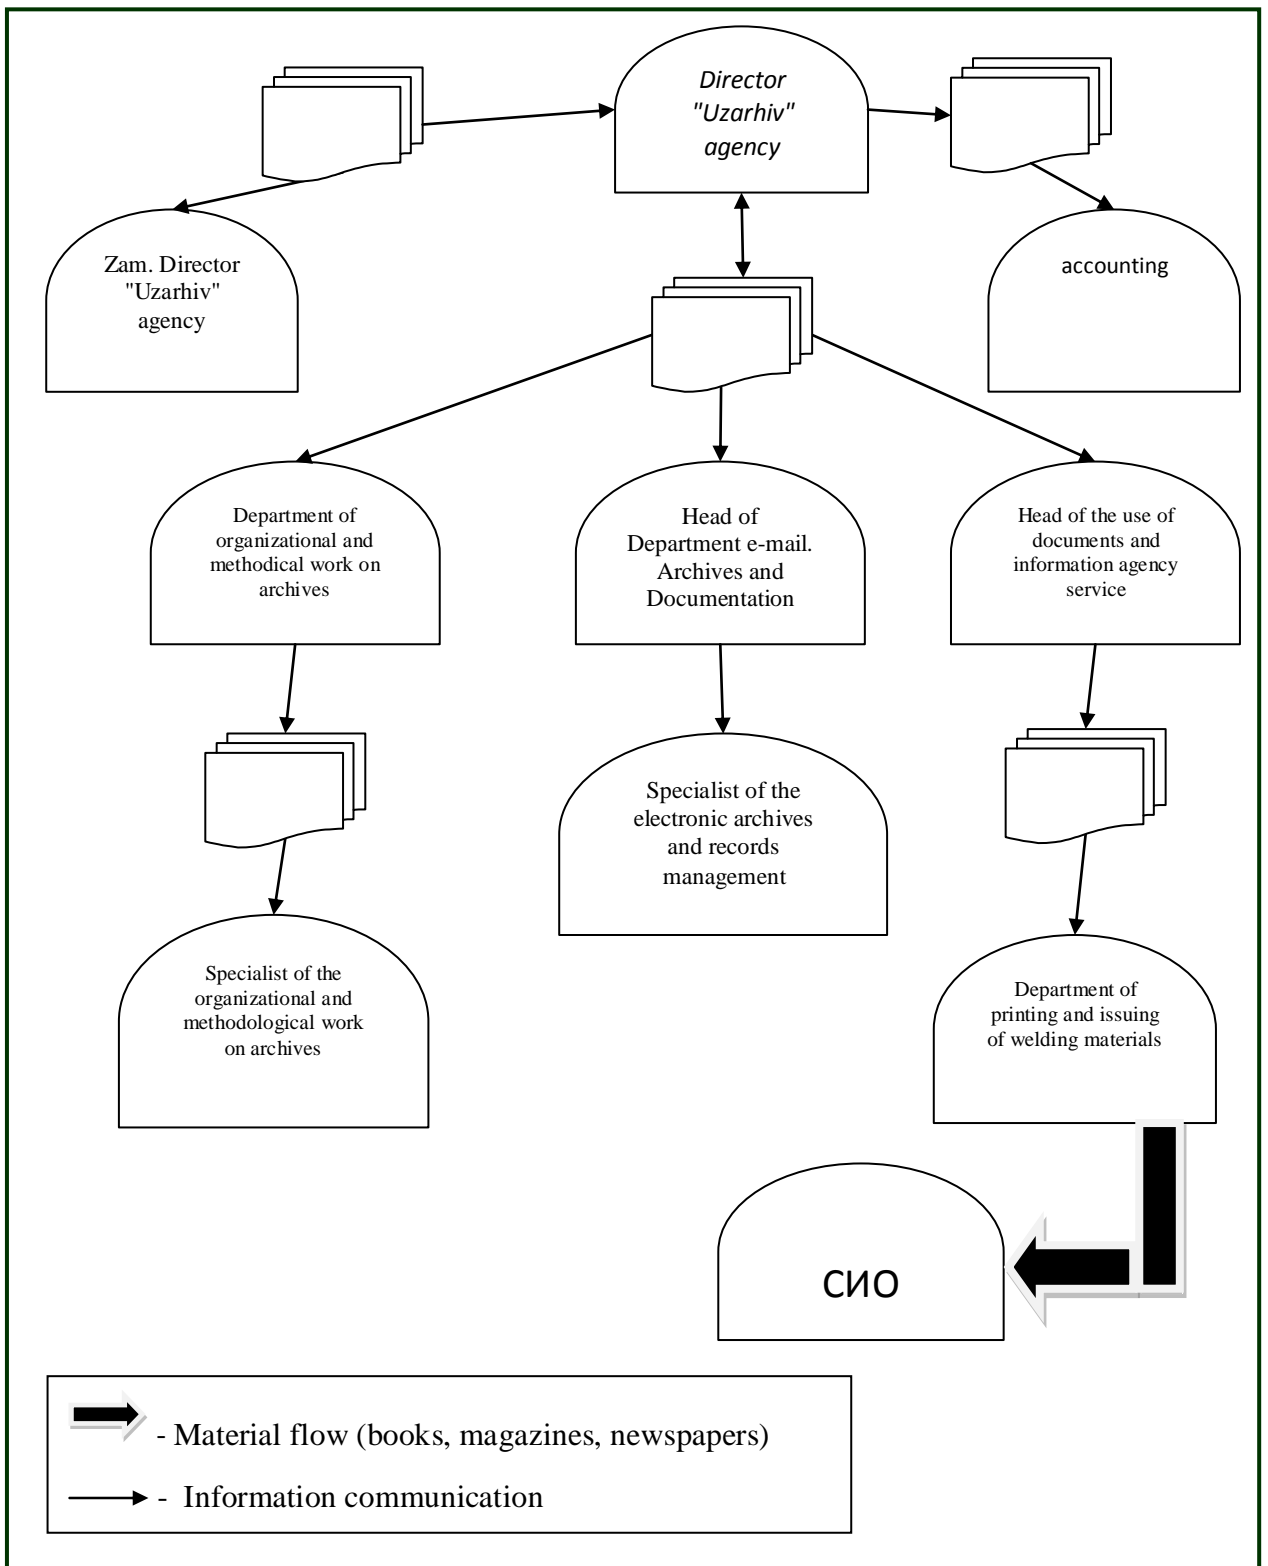 Director
"Uzarhiv"
agency
Zam. Director
"Uzarhiv"
agency
accounting
Department of
organizational and
methodical work on
archives
Head of
Department e-mail.
Archives and
Documentation
Head of the use of
documents and
information agency
service
Specialist of the
electronic archives
and records
management
Specialist of the
organizational and
methodological work
on archives
Department of
printing and issuing
of welding materials
СИО
- Material flow (books, magazines, newspapers)
- Information communication